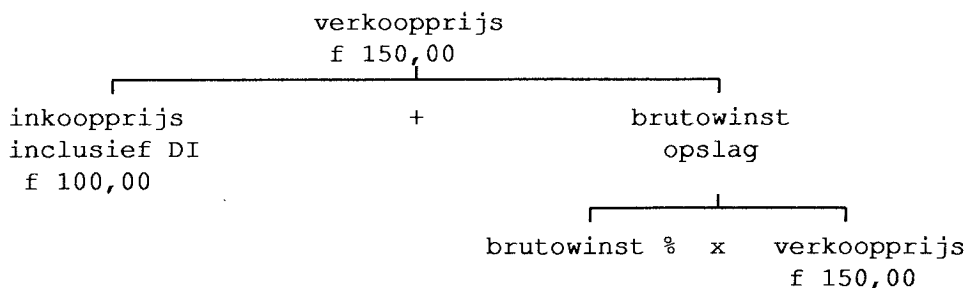 verkoopprijs
f 150,00
inkoopprijs + brutowinst
inclusief DI opslag
f 100,00
brutowinst % x verkoopprijs
f 150,00